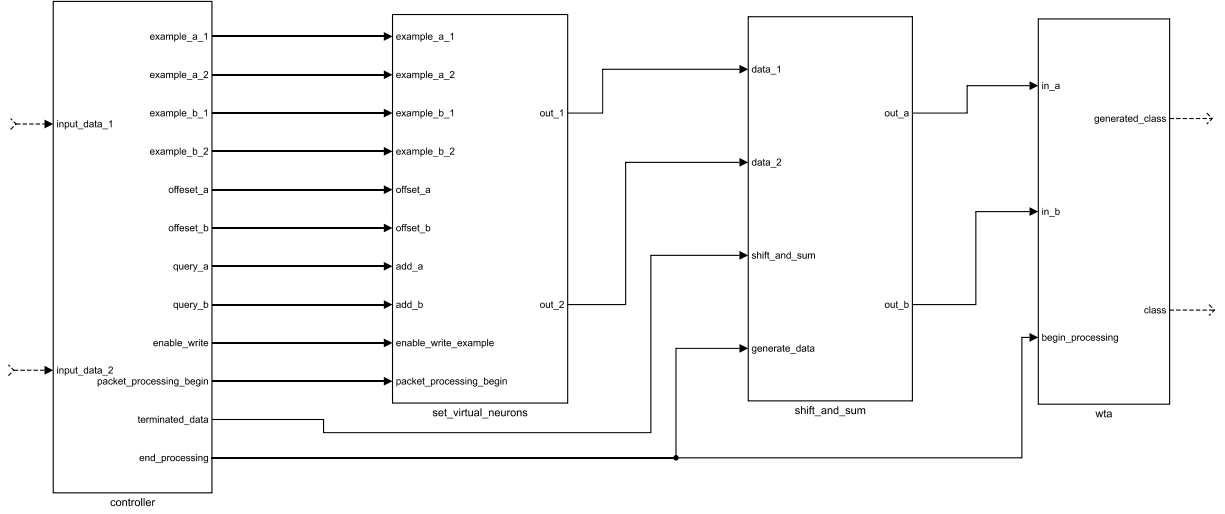 input_data_1
input_data_2
example_a_1
example_a_2
example_b_1
example_b_2
offeset_a
offeset_b
query_a
query_b
enable_write
packet_processing_begin
terminated_data
end_processing
controller
example_a_1
example_a_2
example_b_1
example_b_2
offset_a
offset_b
add_a
add_b
enable_write_example
packet_processing_begin
out_1
out_2
set_virtual_neurons
data_1
data_2
shift_and_sum
generate_data
out_a
out_b
shift_and_sum
in_a
in_b
begin_processing
generated_class
class
wta